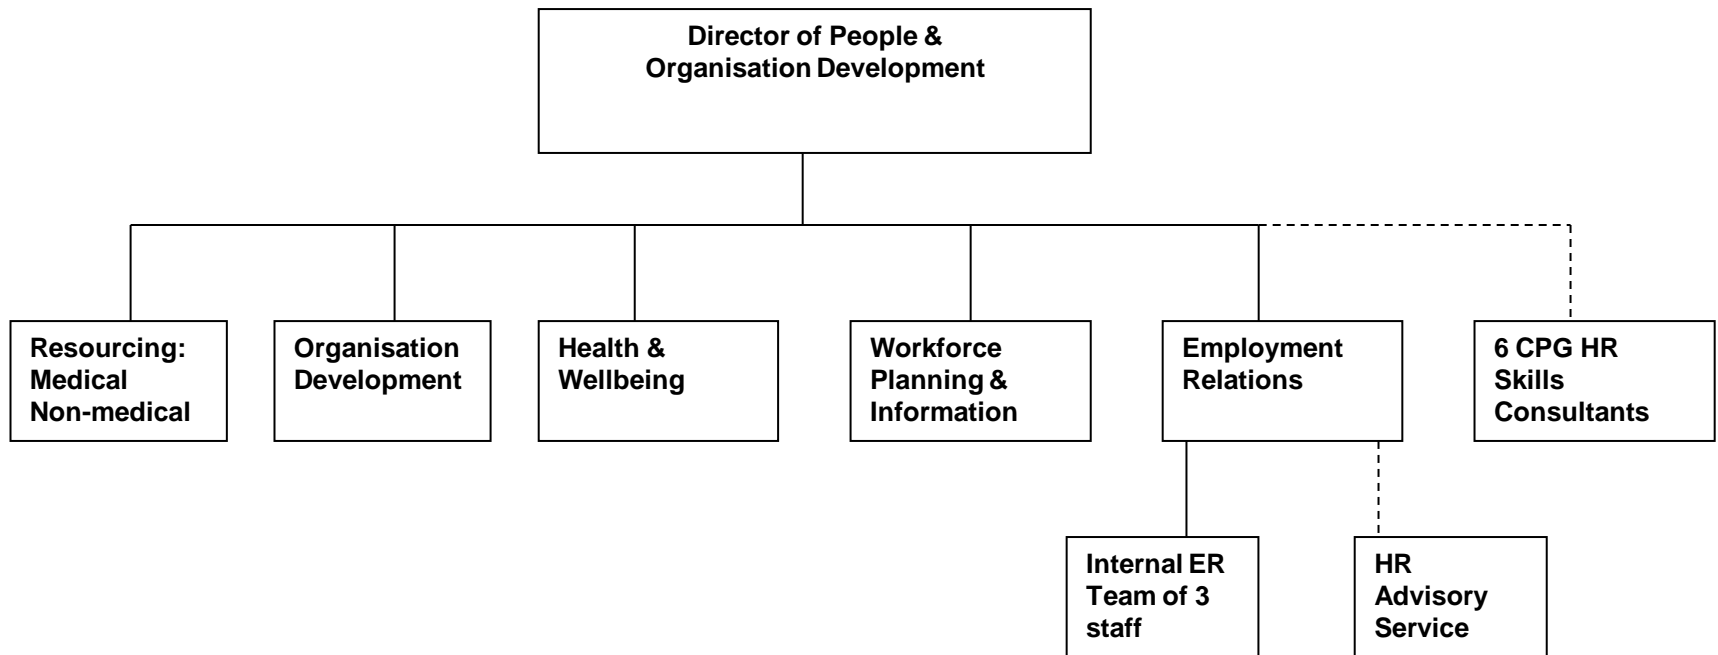 Director of People &
Organisation Development
Resourcing:
Medical
Non-medical
Organisation
Development
Health &
Wellbeing
Workforce
Planning &
Information
Employment
Relations
6 CPG HR
Skills
Consultants
Internal ER
Team of 3
staff
HR
Advisory
Service